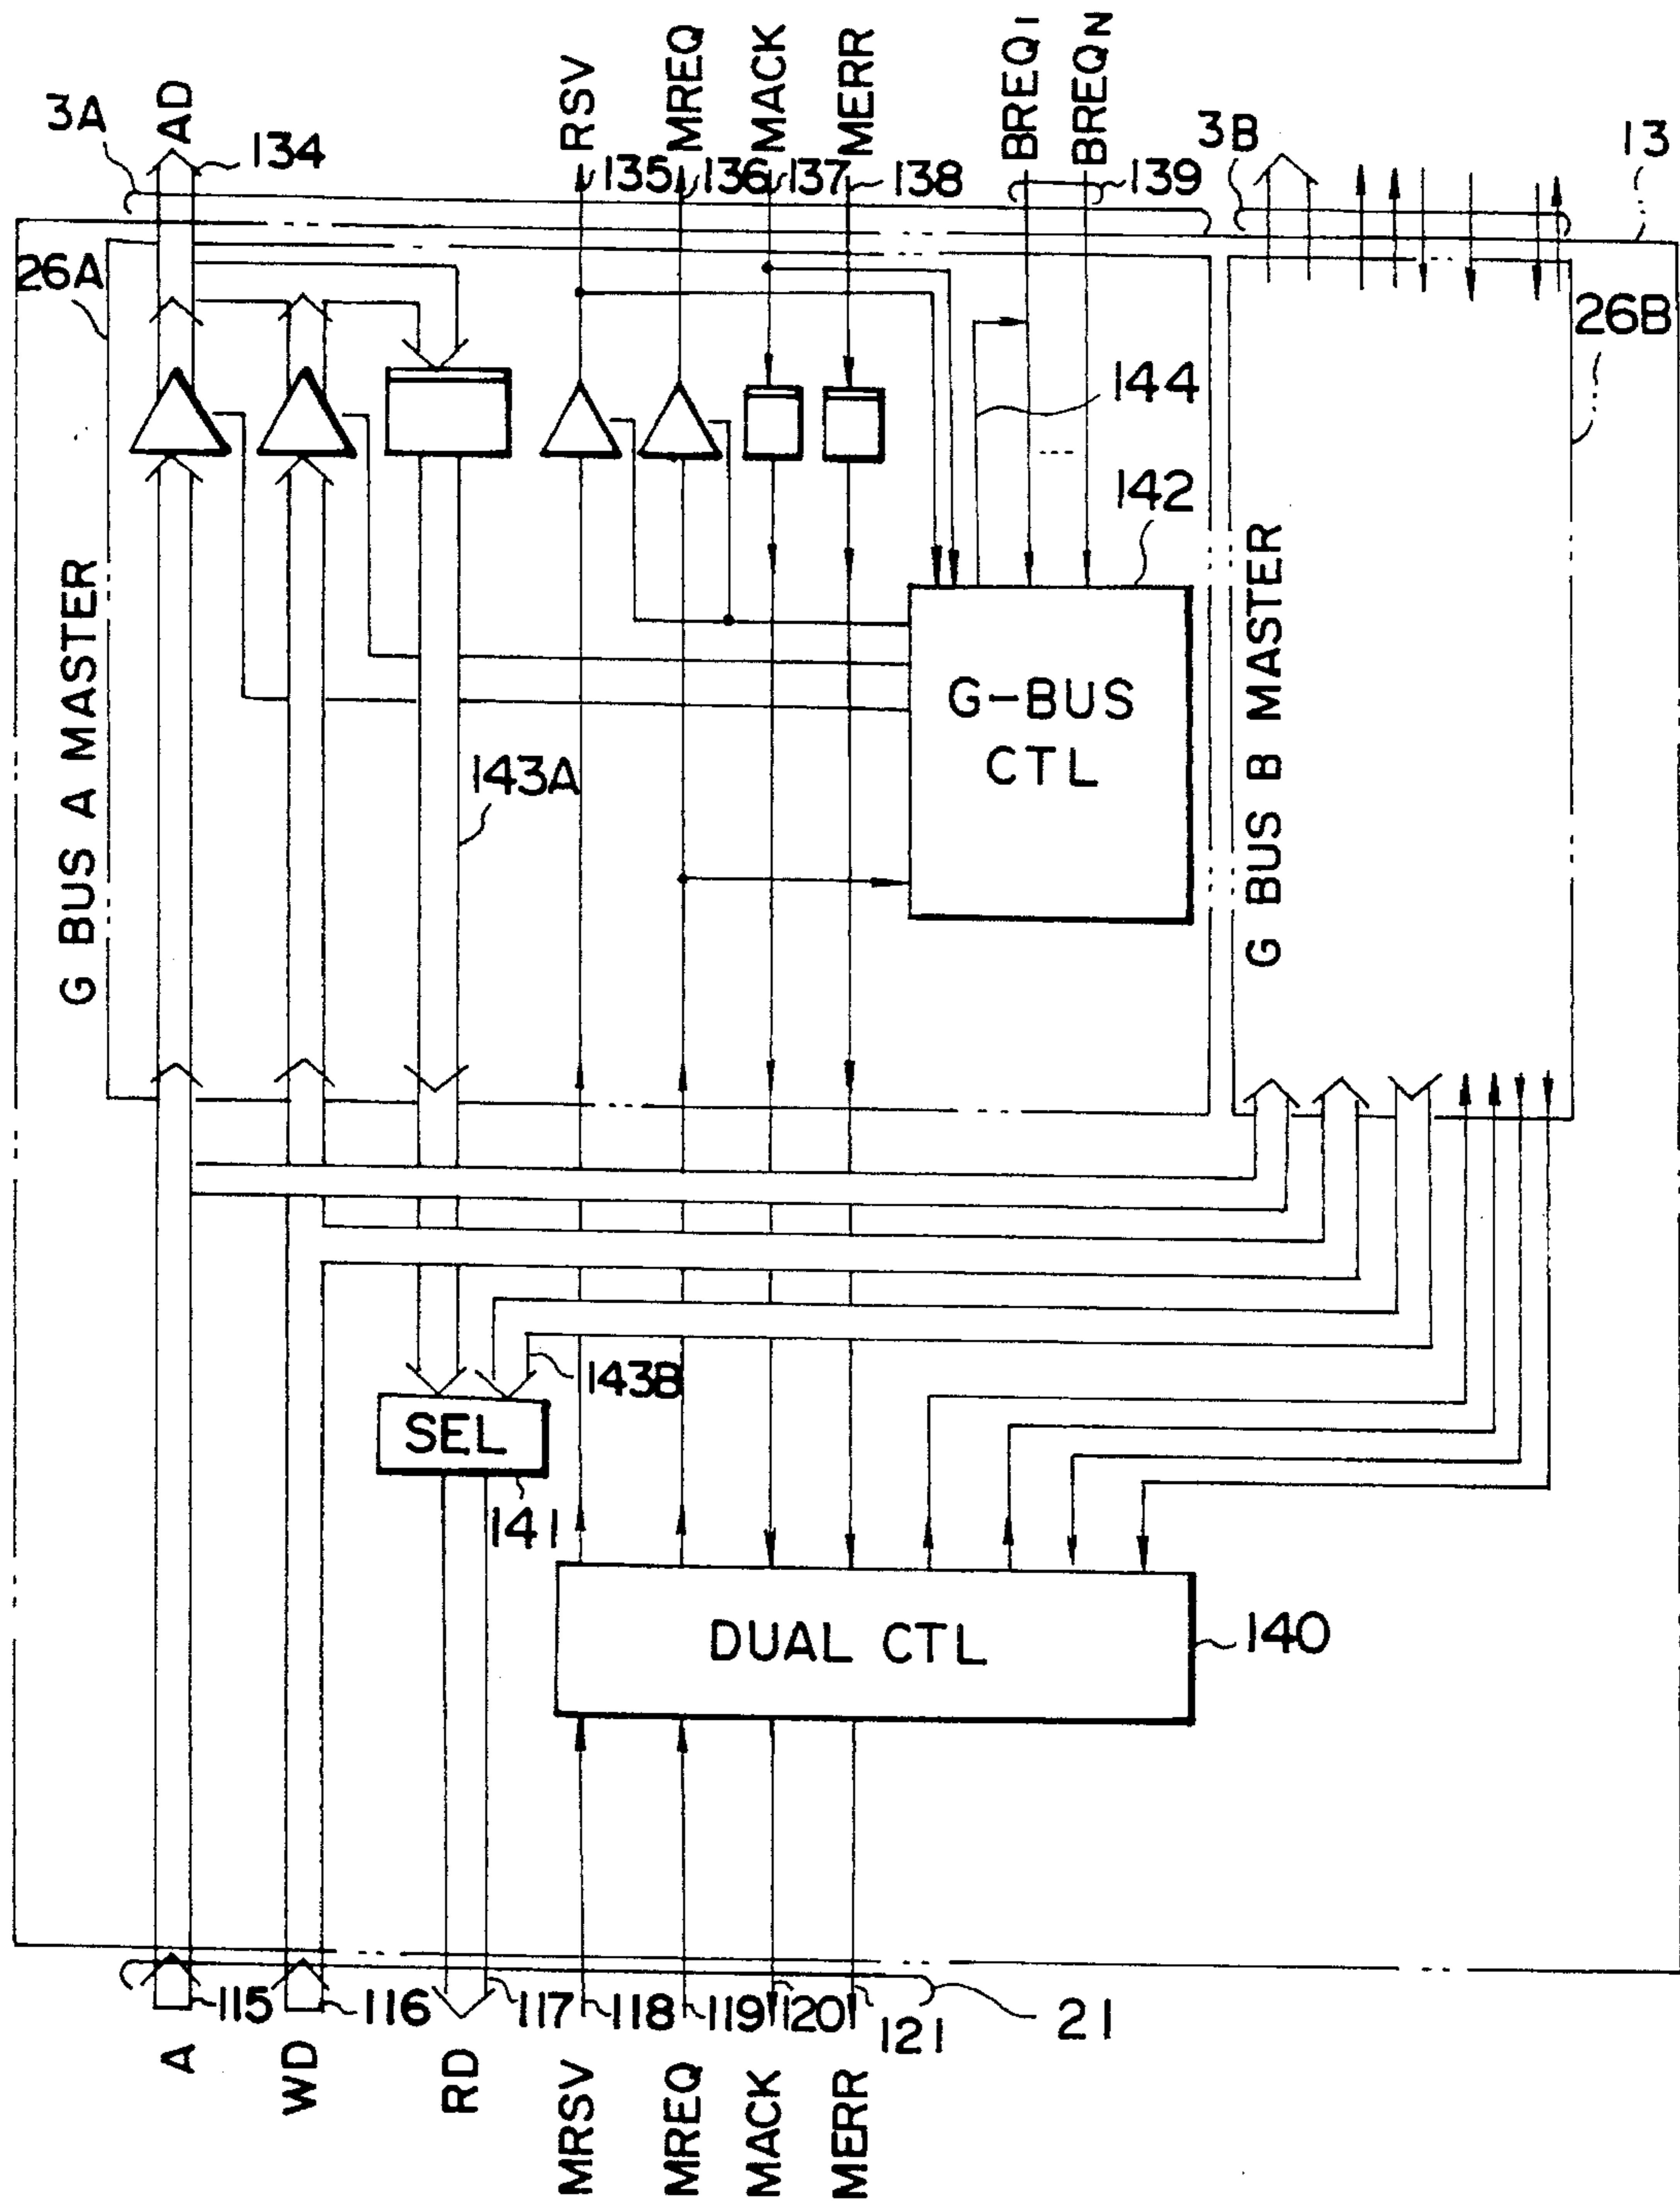 3A
AD
134
RSV
MREQ
MACK
MERR
BREQ1
BREQN
135
136
137
138
139
3B
13
26A
26B
144
142
G BUS A MASTER
G BUS B MASTER
G-BUS
CTL
143A
143B
SEL
141
DUAL CTL
140
115
116
117
118
119
120
121
21
A
WD
RD
MRSV
MREQ
MACK
MERR